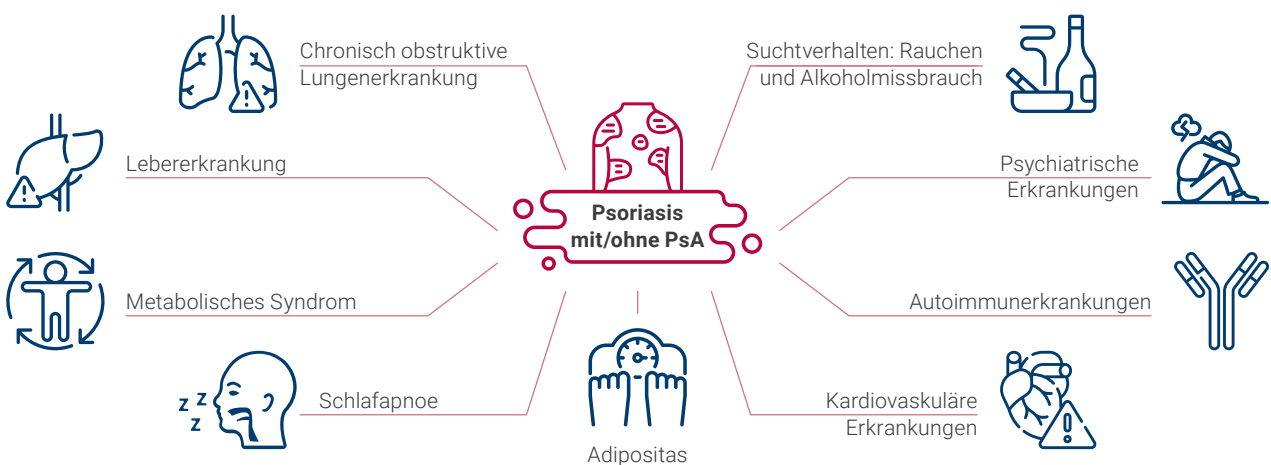 Chronisch obstruktive
Lungenerkrankung
Suchtverhalten: Rauchen
und Alkoholmissbrauch
Lebererkrankung
Psychiatrische
Erkrankungen
Psoriasis
mit/ohne PsA
Metabolisches Syndrom
Autoimmunerkrankungen
z z
z
Schlafapnoe
Kardiovaskuläre
Erkrankungen
Adipositas